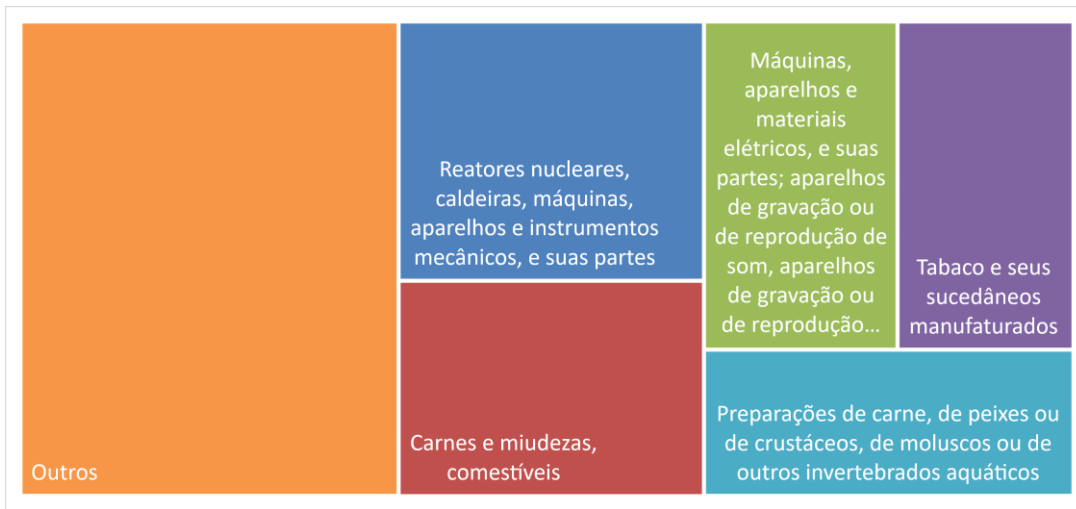 Outros
Reatores nucleares,
caldeiras, máquinas,
aparelhos e instrumentos
mecânicos, e suas partes
Carnes e miudezas,
comestíveis
Máquinas,
aparelhos e
materiais
elétricos, e suas
partes; aparelhos
de gravação ou
de reprodução de
som, aparelhos
de gravação ou
de reprodução…
Tabaco e seus
sucedâneos
manufaturados
Preparações de carne, de peixes ou
de crustáceos, de moluscos ou de
outros invertebrados aquáticos